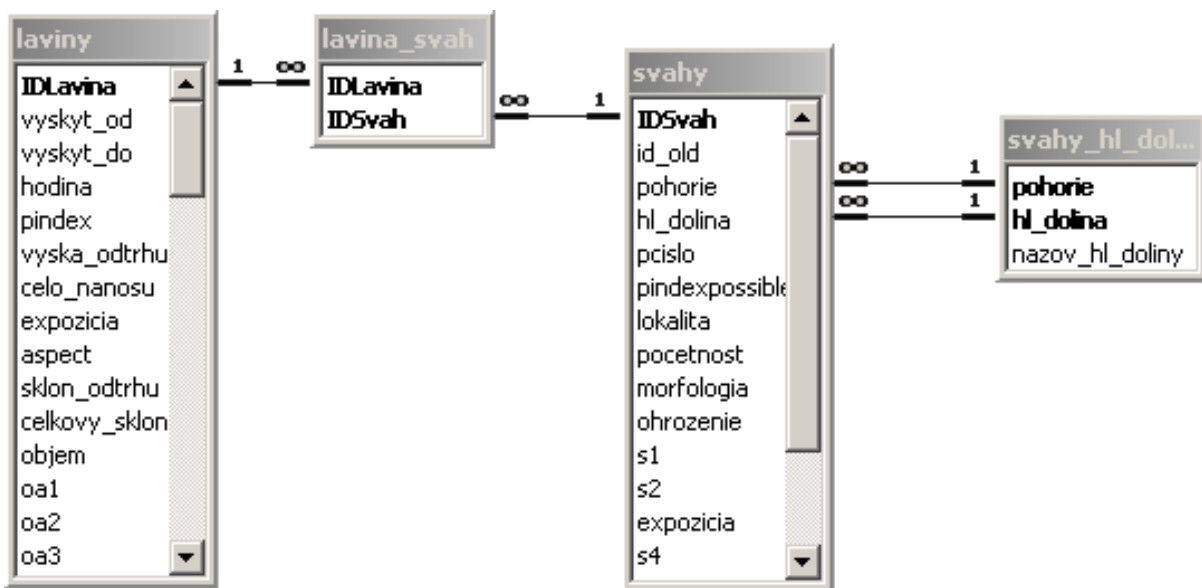 laviny
IDLavina
vyskyt_od
vyskyt_do
hodina
pindex
vyska_odtrhu
celo_nanosu
expozicia
aspect
sklon_odtrhu
celkovy_sklon
objem
oa1
oa2
oa3
1 ∞
lavina_svah
IDLavina
IDSvah
∞ 1
svahy
IDSvah
id_old
pohorie
hl_dolina
pcislo
pindexpossible
lokalita
pocetnost
morfologia
ohrozenie
s1
s2
expozicia
s4
∞ 1
∞ 1
svahy_hl_dol...
pohorie
hl_dolina
nazov_hl_doliny